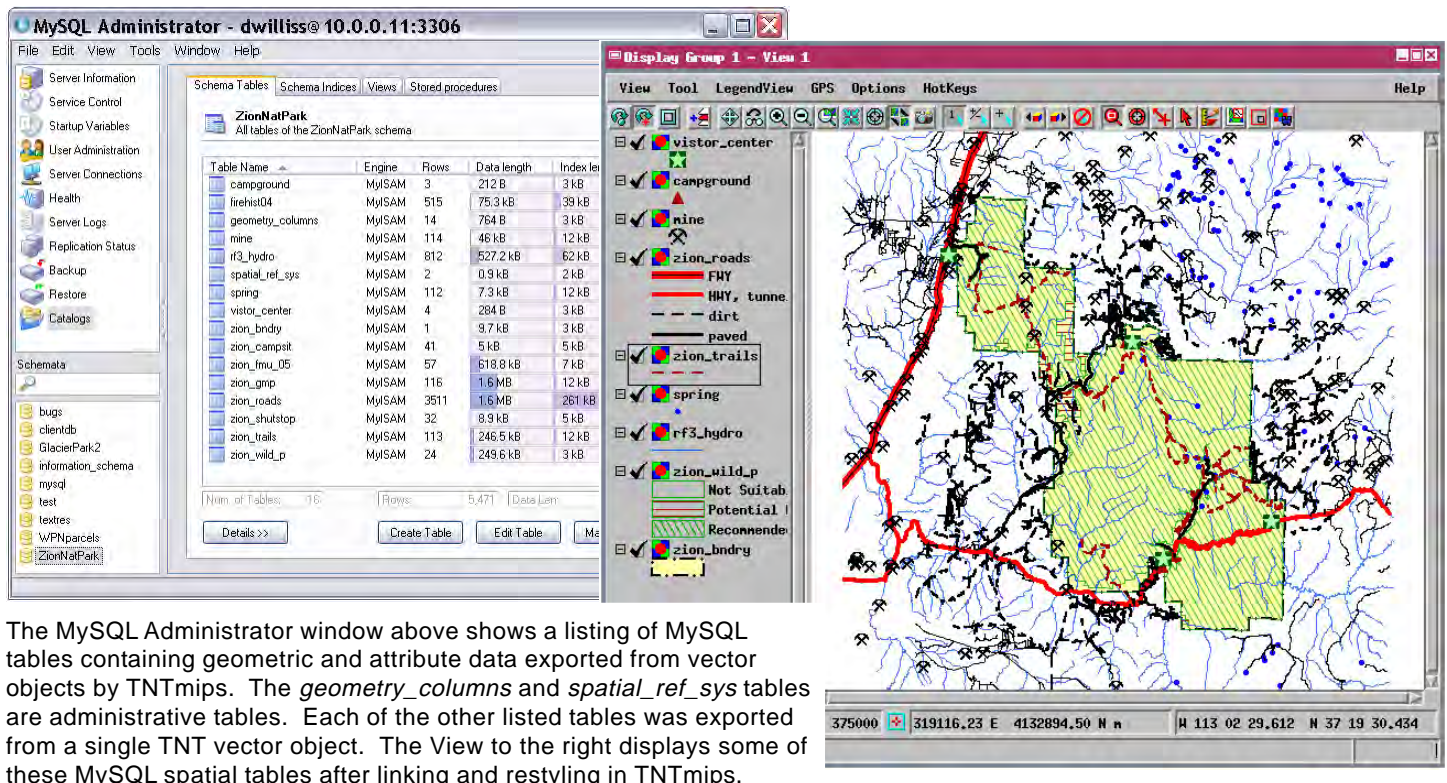 MySQL Administrator - dwilliss@ 10.0.0.11:3306
File Edit View Tools Window Help
Server Information
Service Control
Startup Variables
User Administration
Server Connections
Health
Server Logs
Replication Status
Backup
Restore
Catalogs
Schemata
bugs
clientdb
GlacierPark2
information_schema
mysql
test
textres
WPNparcels
ZionNatPark
Schema Tables Schema Indices Views Stored procedures
ZionNatPark
All tables of the ZionNatPark schema
Table Name Engine Rows Data length Index le
campground MyISAM 3 212 B 3 kB
firehist04 MyISAM 515 75.3 kB 39 kB
geometry_columns MyISAM 14 764 B 3 kB
mine MyISAM 114 46 kB 12 kB
rf3_hydro MyISAM 812 527.2 kB 62 kB
spatial_ref_sys MyISAM 2 0.9 kB 2 kB
spring MyISAM 112 7.3 kB 12 kB
vistor_center MyISAM 4 284 B 3 kB
zion_bndry MyISAM 1 9.7 kB 3 kB
zion_campsit MyISAM 41 5 kB 5 kB
zion_fmu_05 MyISAM 57 618.8 kB 7 kB
zion_gmp MyISAM 116 1.6 MB 12 kB
zion_roads MyISAM 3511 1.6 MB 261 kB
zion_shutstop MyISAM 32 8.9 kB 5 kB
zion_trails MyISAM 113 246.5 kB 12 kB
zion_wild_p MyISAM 24 249.6 kB 3 kB
Num. of Tables: 16 Rows: 5,471 Data Len
Details >> Create Table Edit Table Ma
Display Group 1 - View 1
View Tool LegendView GPS Options HotKeys Help
vistor_center
campground
mine
zion_roads
FWY
HWY, tunne
dirt
paved
zion_trails
spring
rf3_hydro
zion_wild_p
Not Suitab
Potential
Recommende
zion_bndry
375000 319116.23 E 4132894.50 N m W 113 02 29.612 N 37 19 30.434
The MySQL Administrator window above shows a listing of MySQL
tables containing geometric and attribute data exported from vector
objects by TNTmips. The geometry_columns and spatial_ref_sys tables
are administrative tables. Each of the other listed tables was exported
from a single TNT vector object. The View to the right displays some of
these MySQL spatial tables after linking and restyling in TNTmips.